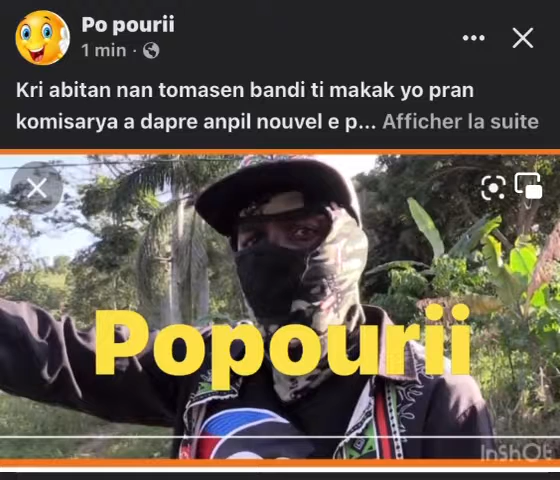 Po pourii
1 min ·
Kri abitan nan tomasen bandi ti makak yo pran
komisarya a dapre anpil nouvel e p... Afficher la suite
Popourii
InShOt